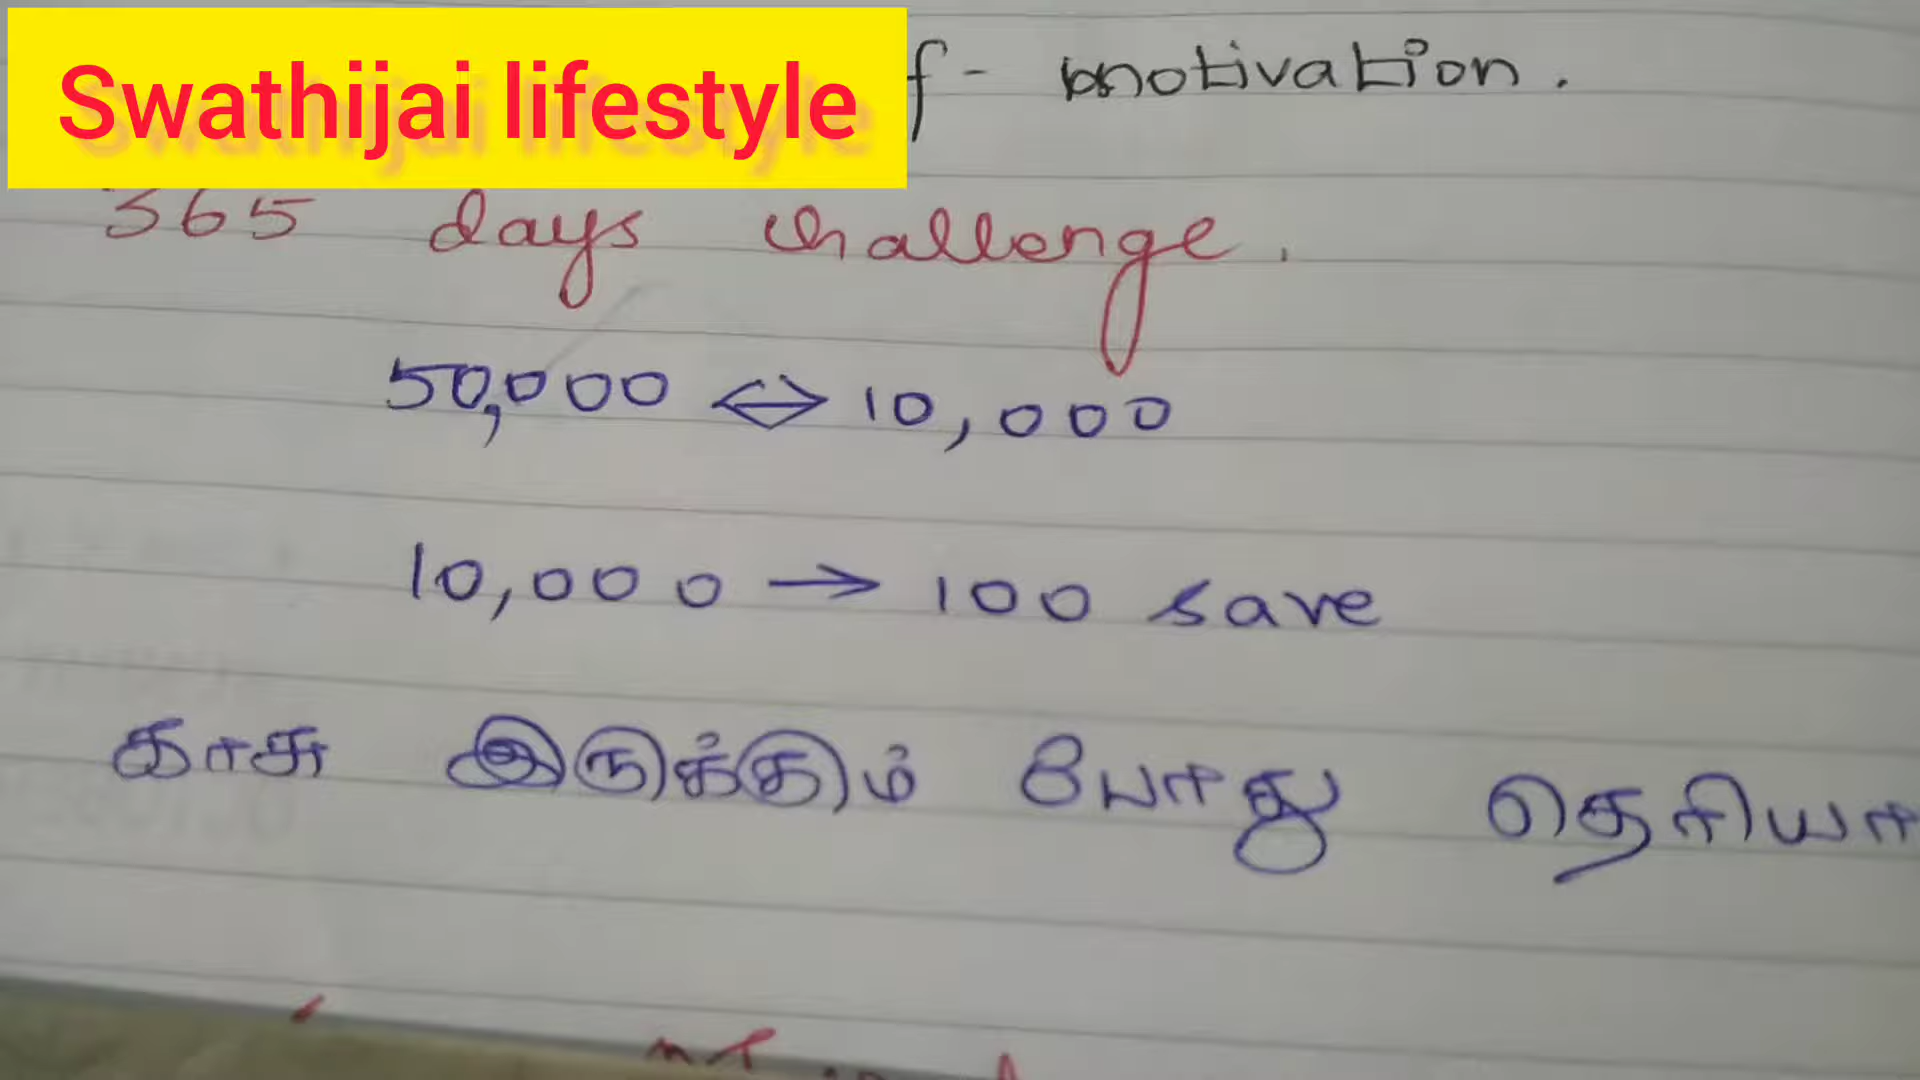 Swathijai lifestyle
f - motivation.
365 days challenge.
50,000 ⇔ 10,000
10,000 → 100 save
காசு இருக்கும் போது தெரியா